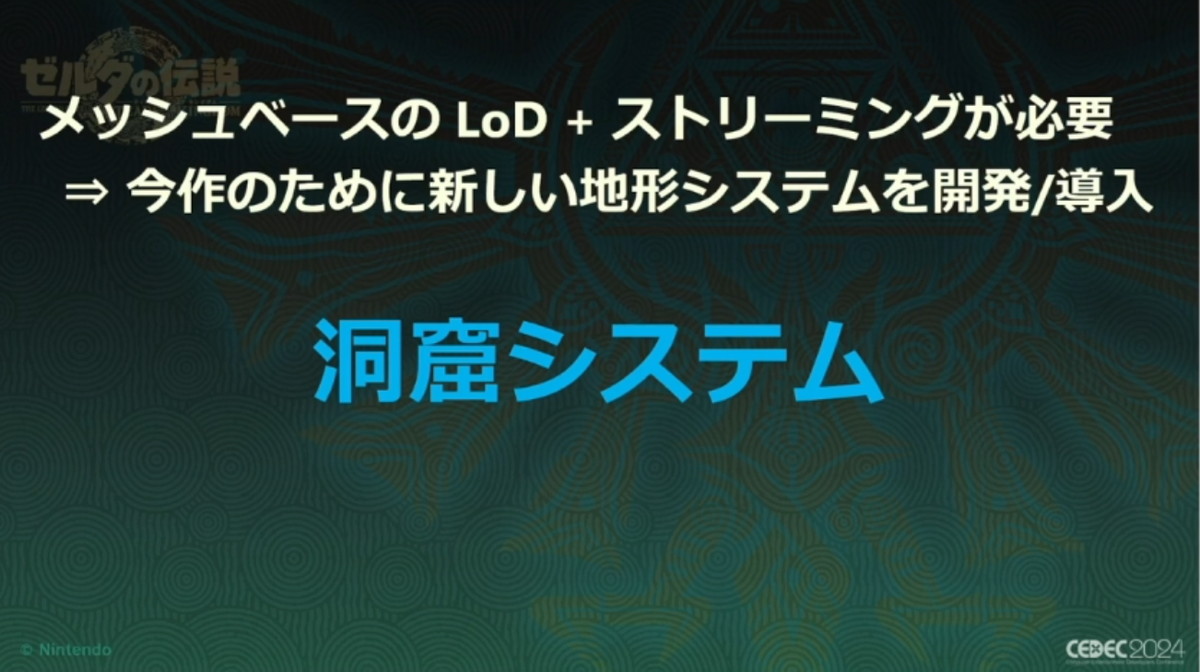 ゼルダの伝説
メッシュベースの LoD + ストリーミングが必要
⇒ 今作のために新しい地形システムを開発/導入
洞窟システム
© Nintendo
CEDEC2024